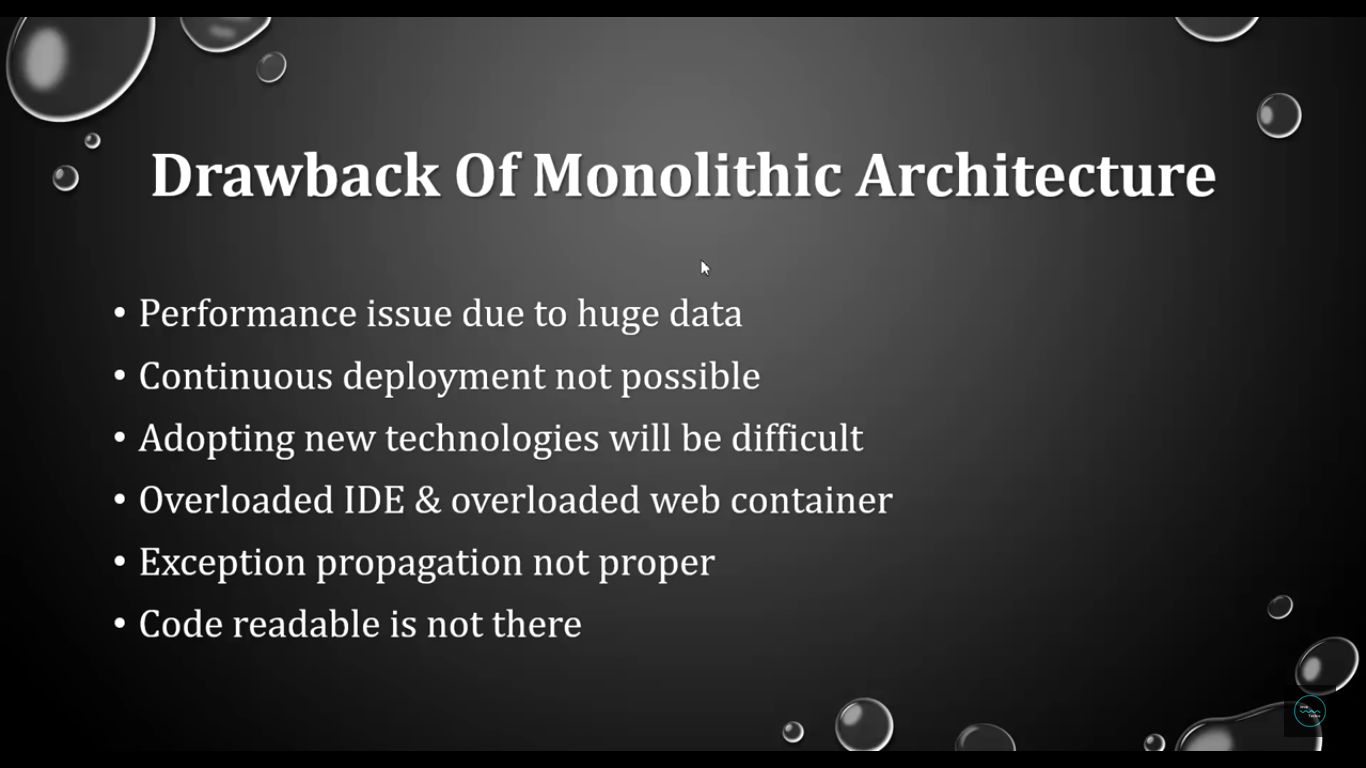 Drawback Of Monolithic Architecture
• Performance issue due to huge data
• Continuous deployment not possible
• Adopting new technologies will be difficult
• Overloaded IDE & overloaded web container
• Exception propagation not proper
• Code readable is not there